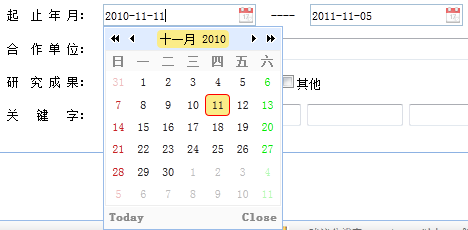 起 止 年 月： 2010-11-11 ---- 2011-11-05
合 作 单 位：
十一月 2010
日 一 二 三 四 五 六
研 究 成 果： 其他
31 1 2 3 4 5 6
7 8 9 10 11 12 13
关 键 字：
14 15 16 17 18 19 20
21 22 23 24 25 26 27
28 29 30 1 2 3 4
5 6 7 8 9 10 11
Today Close